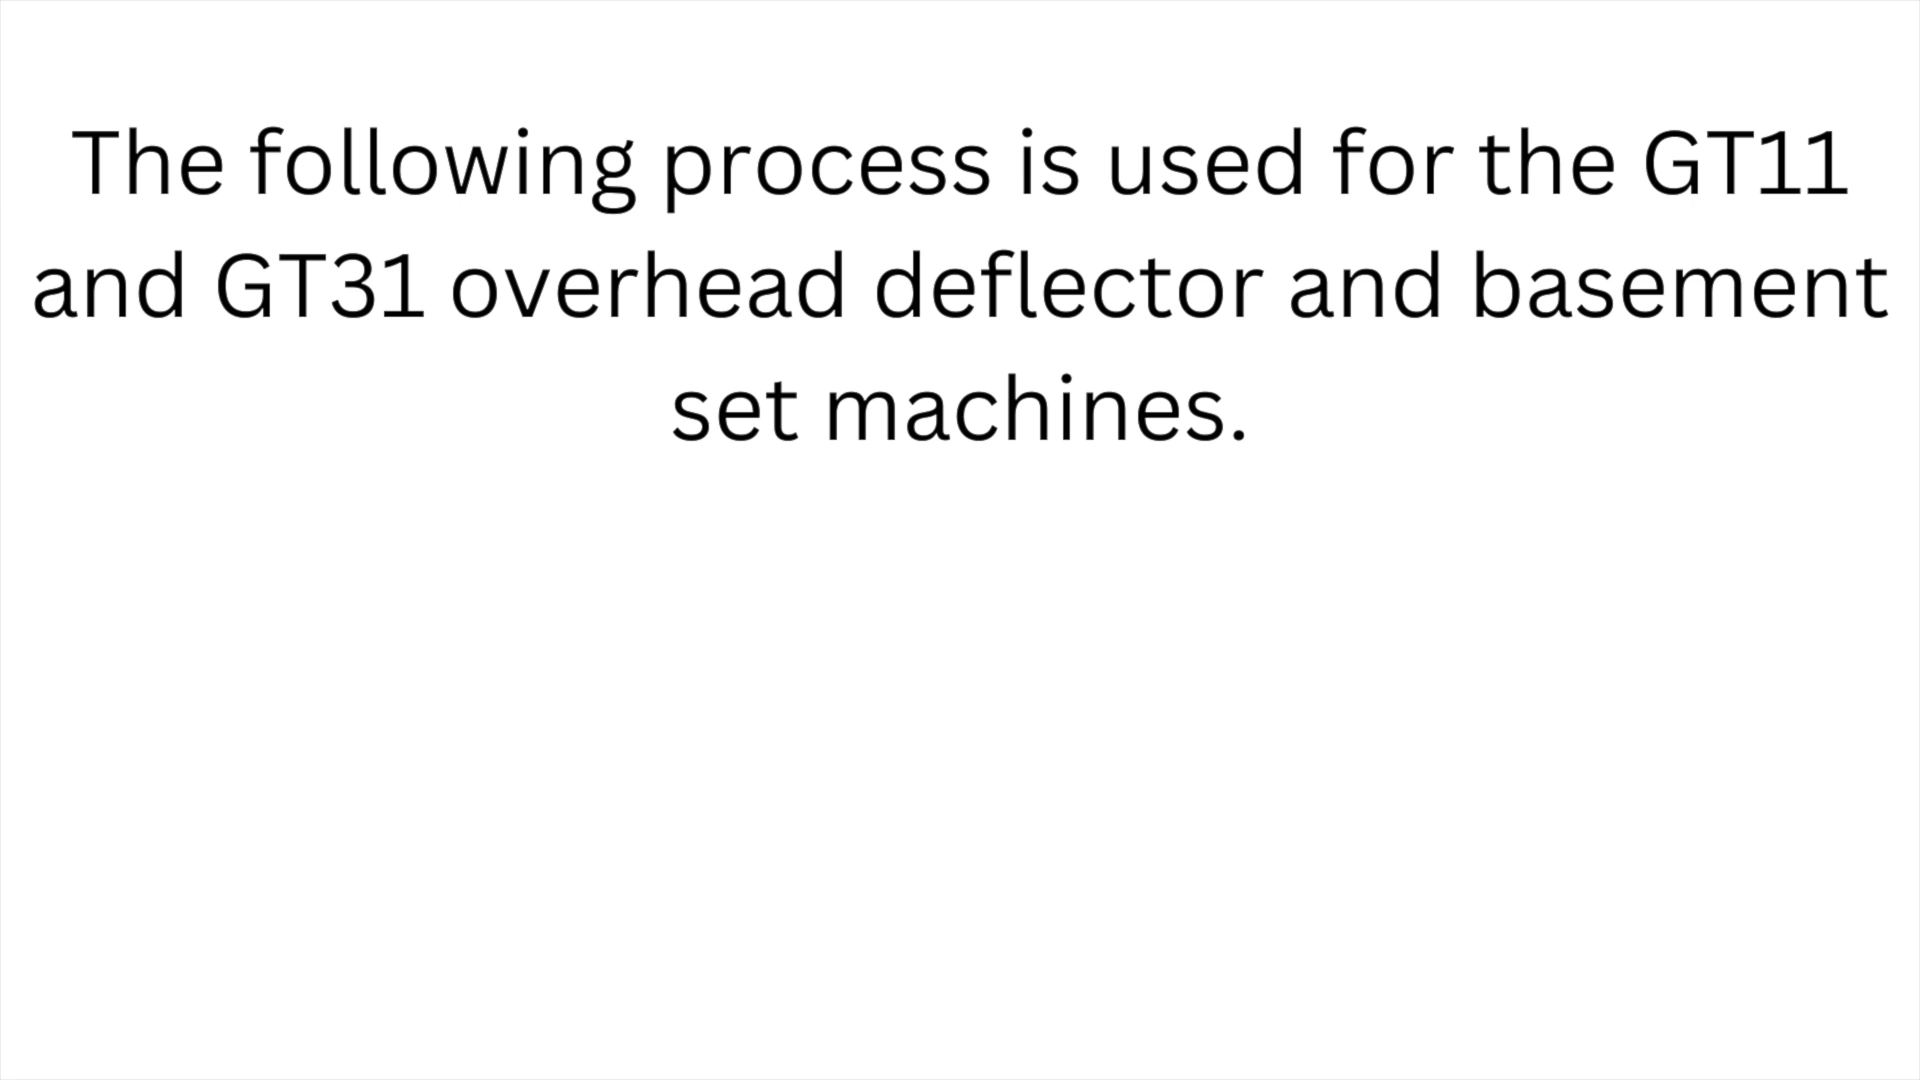 The following process is used for the GT11
and GT31 overhead deflector and basement
set machines.